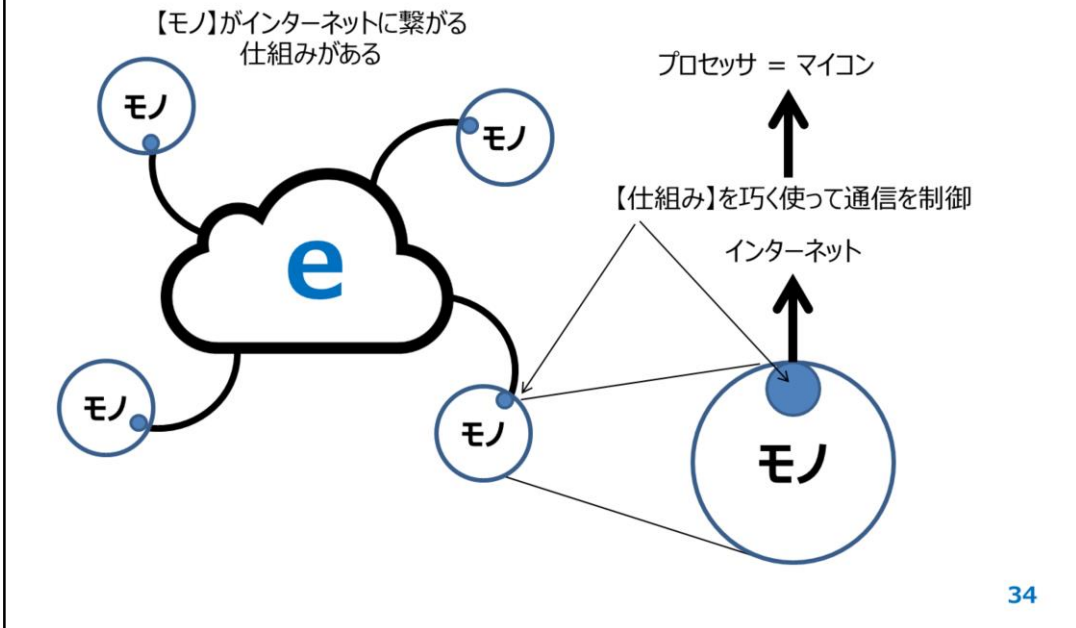 【モノ】がインターネットに繋がる
仕組みがある
モノ
モノ
e
モノ
モノ
プロセッサ = マイコン
【仕組み】を巧く使って通信を制御
インターネット
モノ
34